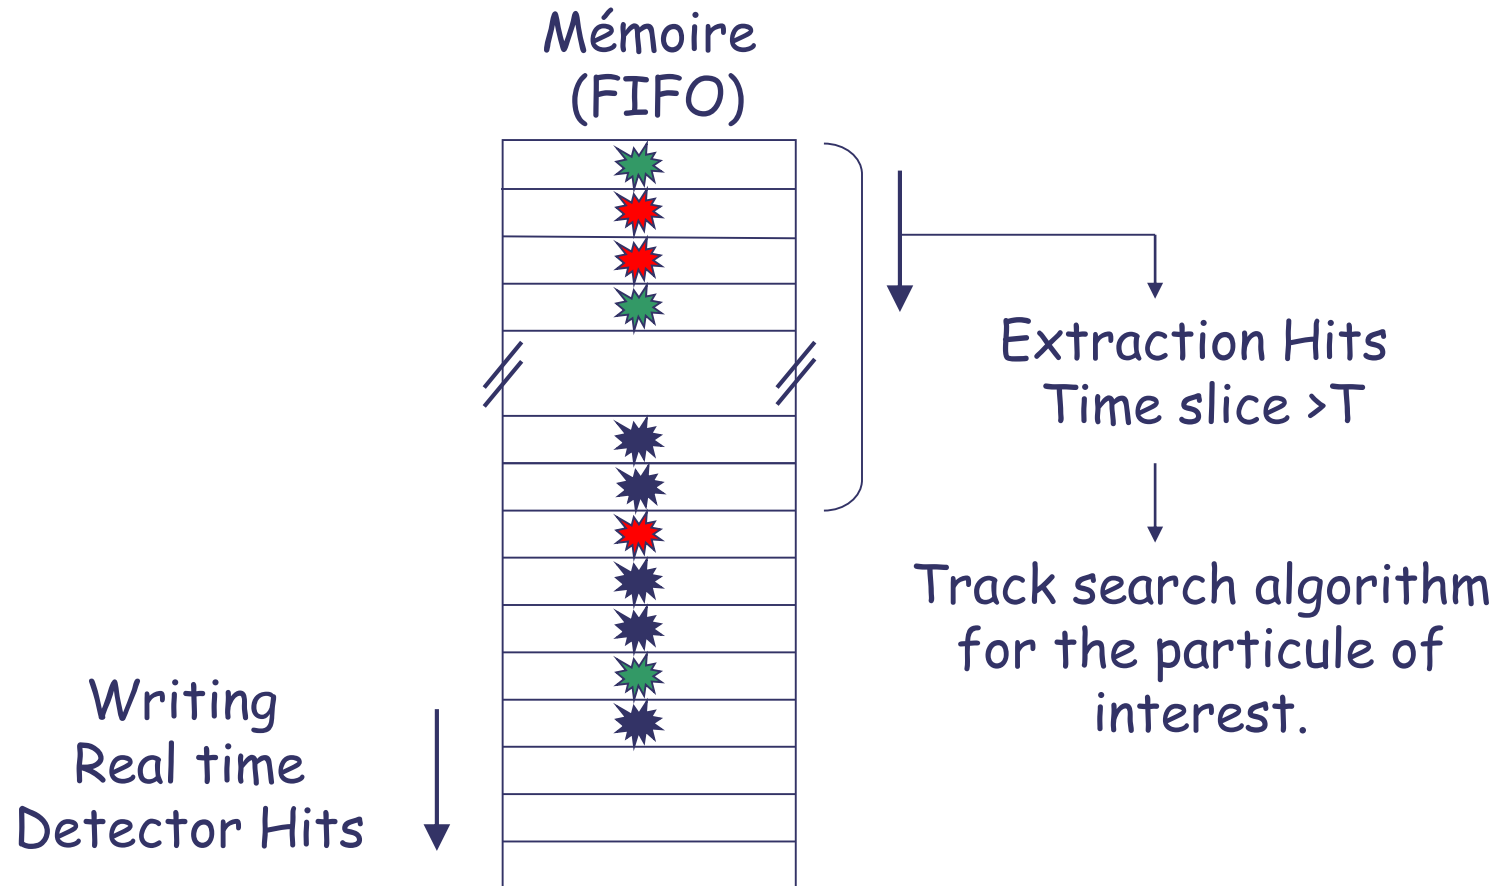 Mémoire
(FIFO)
Extraction Hits
Time slice >T
Track search algorithm
for the particule of
interest.
Writing
Real time
Detector Hits